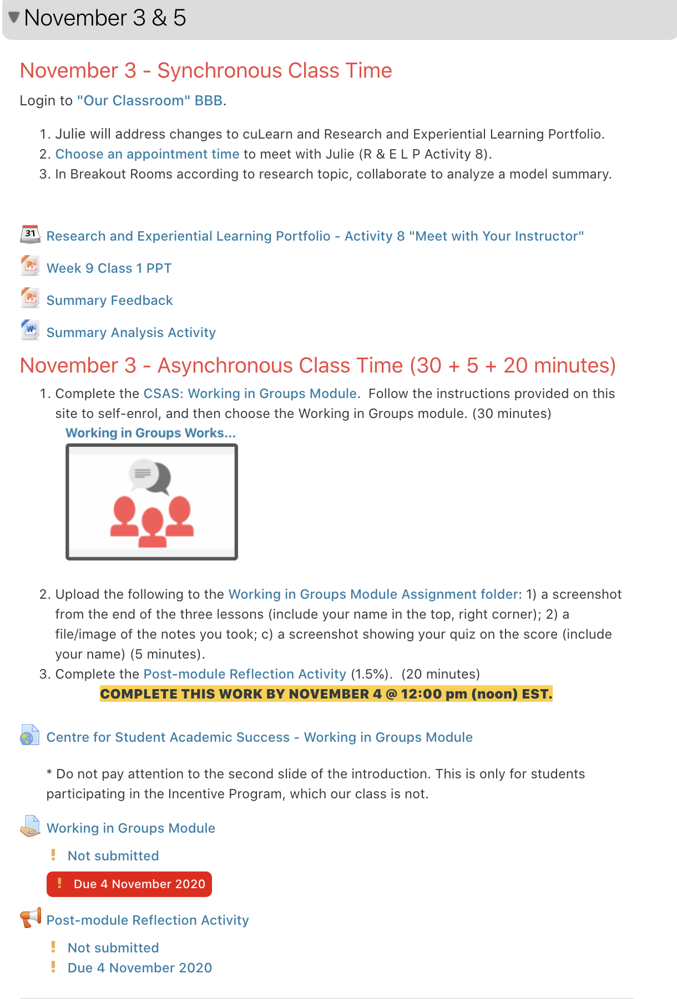 November 3 & 5
November 3 - Synchronous Class Time
Login to "Our Classroom" BBB.
1. Julie will address changes to cuLearn and Research and Experiential Learning Portfolio.
2. Choose an appointment time to meet with Julie (R & E L P Activity 8).
3. In Breakout Rooms according to research topic, collaborate to analyze a model summary.
31 Research and Experiential Learning Portfolio - Activity 8 "Meet with Your Instructor"
Week 9 Class 1 PPT
Summary Feedback
Summary Analysis Activity
November 3 - Asynchronous Class Time (30 + 5 + 20 minutes)
1. Complete the CSAS: Working in Groups Module.  Follow the instructions provided on this
site to self-enrol, and then choose the Working in Groups module. (30 minutes)
Working in Groups Works...
2. Upload the following to the Working in Groups Module Assignment folder: 1) a screenshot
from the end of the three lessons (include your name in the top, right corner); 2) a
file/image of the notes you took; c) a screenshot showing your quiz on the score (include
your name) (5 minutes).
3. Complete the Post-module Reflection Activity (1.5%).  (20 minutes)
COMPLETE THIS WORK BY NOVEMBER 4 @ 12:00 pm (noon) EST.
Centre for Student Academic Success - Working in Groups Module
* Do not pay attention to the second slide of the introduction. This is only for students
participating in the Incentive Program, which our class is not.
Working in Groups Module
! Not submitted
! Due 4 November 2020
Post-module Reflection Activity
! Not submitted
! Due 4 November 2020